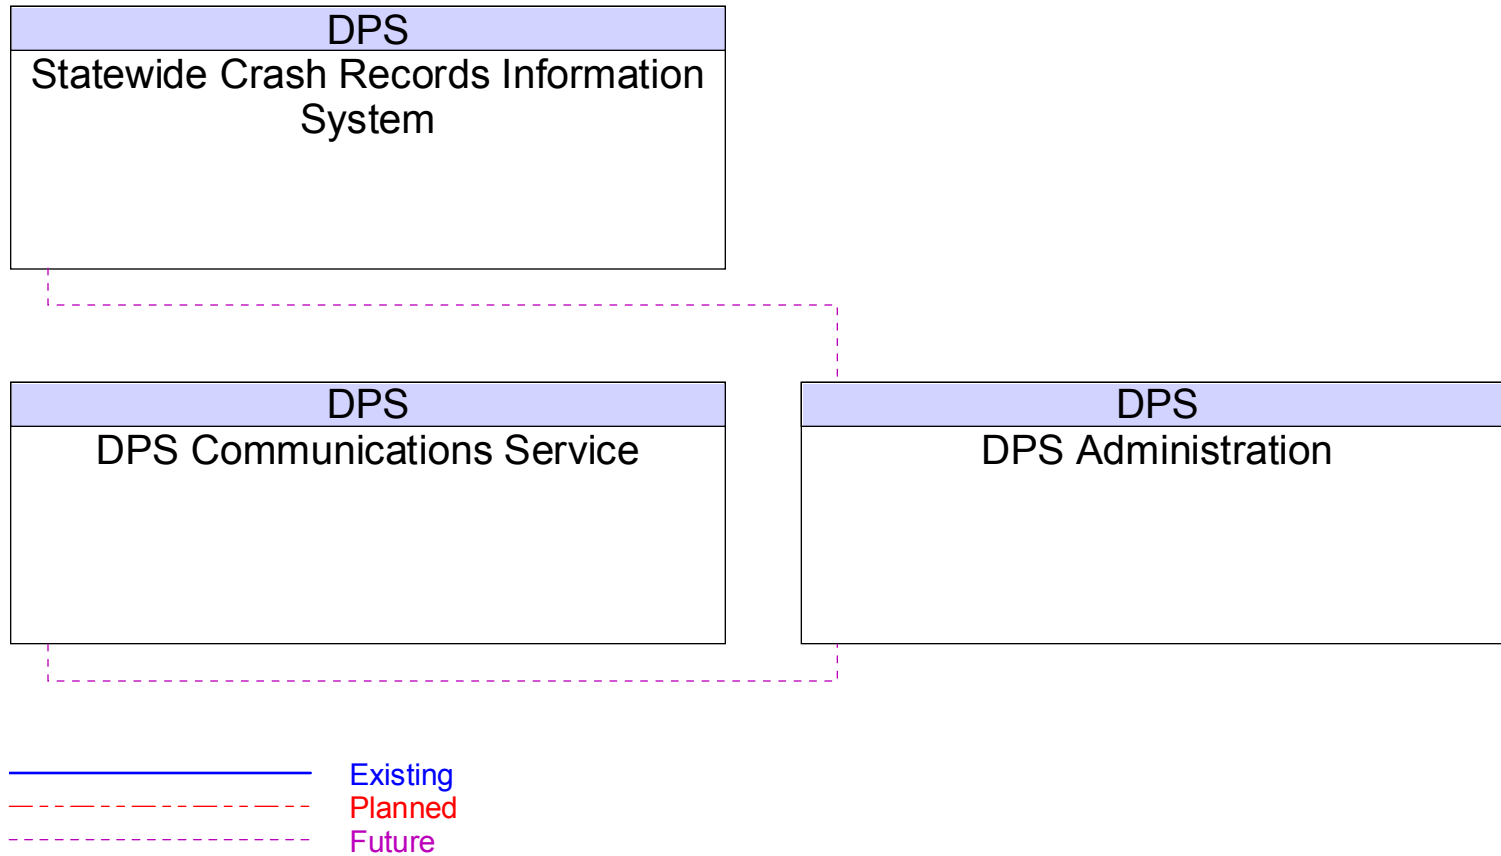 DPS
Statewide Crash Records Information
System
DPS
DPS Communications Service
DPS
DPS Administration
Existing
Planned
Future